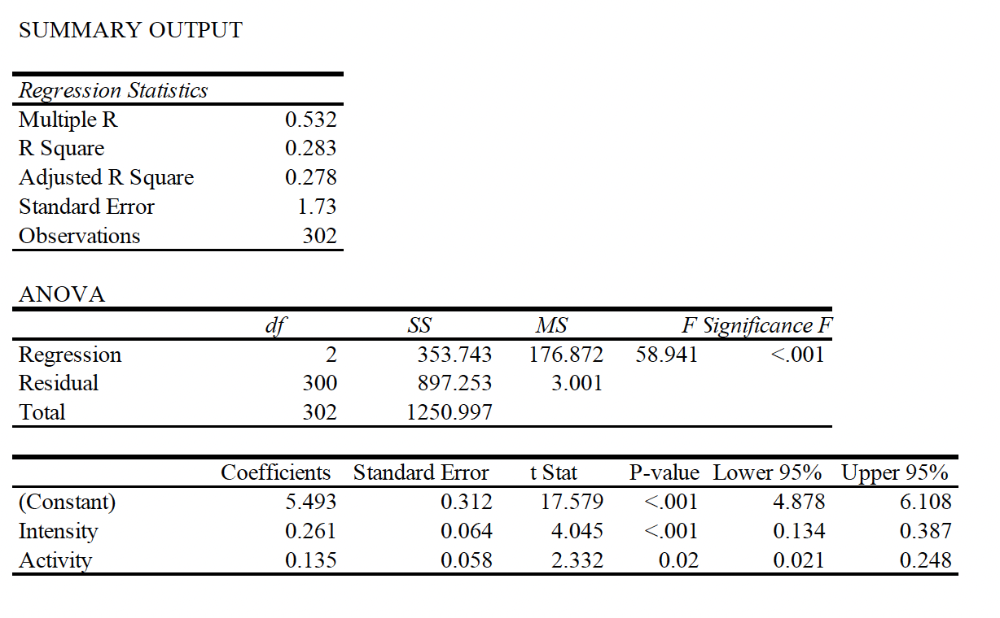 SUMMARY OUTPUT
Regression Statistics
Multiple R 0.532
R Square 0.283
Adjusted R Square 0.278
Standard Error 1.73
Observations 302
ANOVA
df SS MS F Significance F
Regression 2 353.743 176.872 58.941 <.001
Residual 300 897.253 3.001
Total 302 1250.997
Coefficients Standard Error t Stat P-value Lower 95% Upper 95%
(Constant) 5.493 0.312 17.579 <.001 4.878 6.108
Intensity 0.261 0.064 4.045 <.001 0.134 0.387
Activity 0.135 0.058 2.332 0.02 0.021 0.248